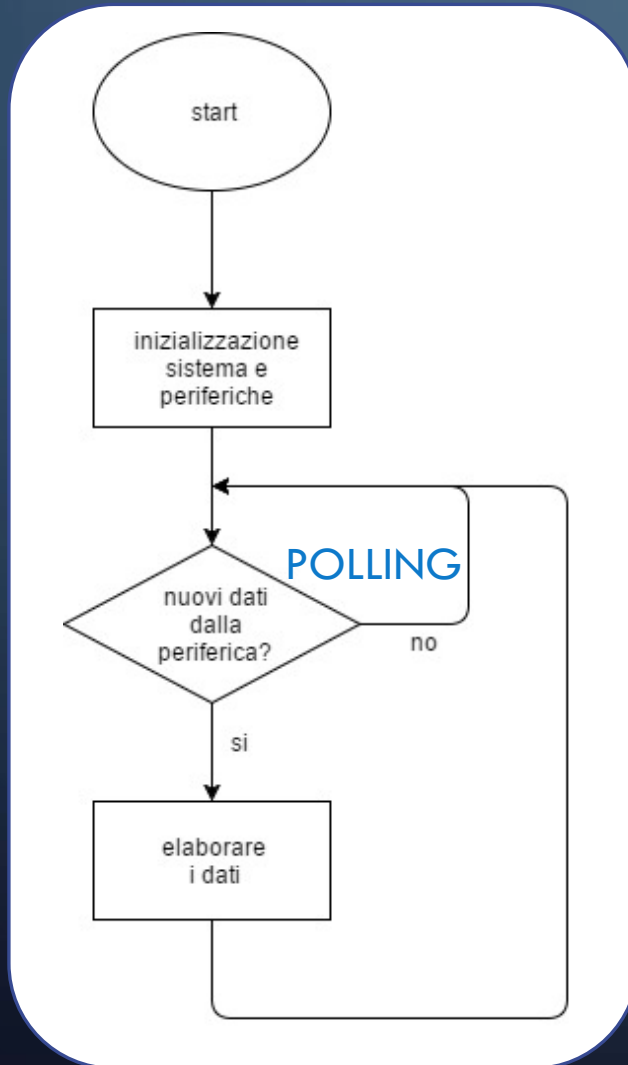 start
inizializzazione
sistema e
periferiche
POLLING
nuovi dati
dalla
periferica?
no
si
elaborare
i dati